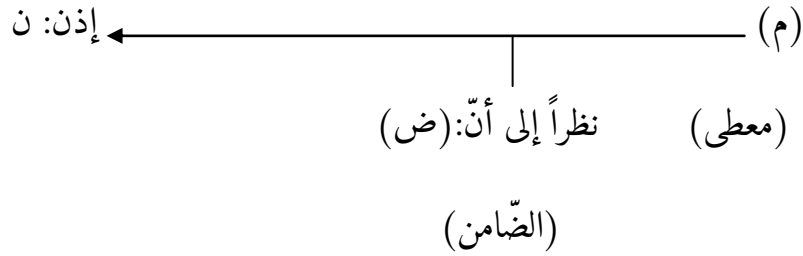 (م) إذن: ن
(معطى) نظراً إلى أنّ:(ض)
(الضّامن)